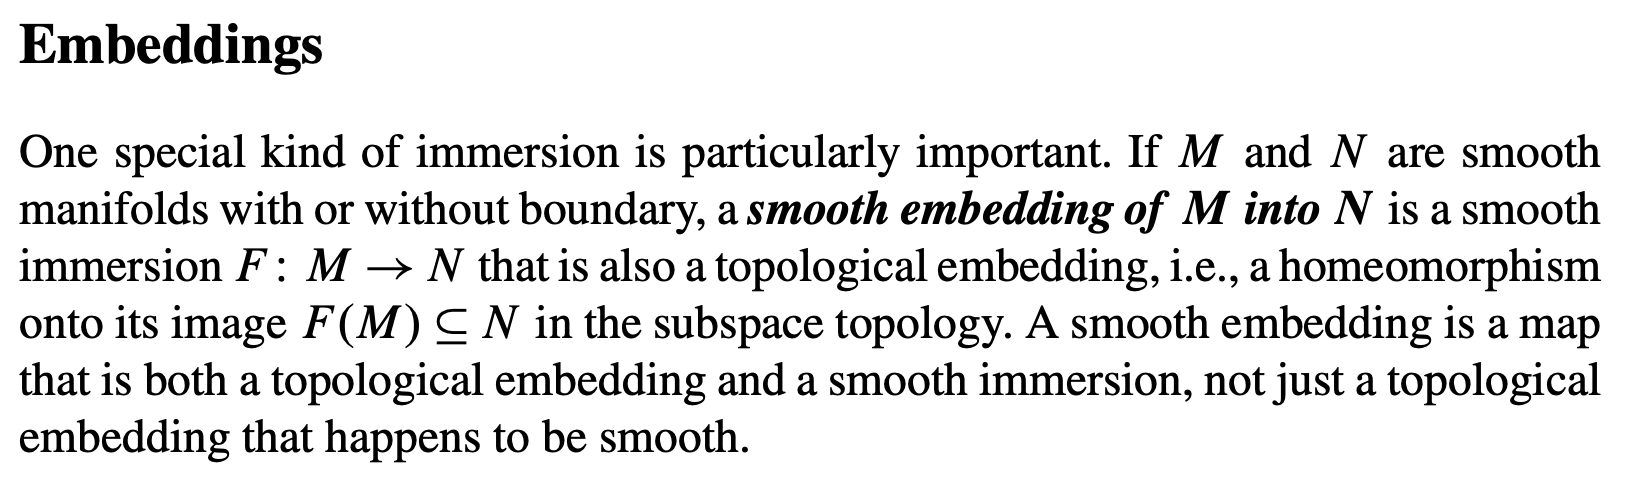 Embeddings
One special kind of immersion is particularly important. If M and N are smooth
manifolds with or without boundary, a smooth embedding of M into N is a smooth
immersion F : M → N that is also a topological embedding, i.e., a homeomorphism
onto its image F(M) ⊆ N in the subspace topology. A smooth embedding is a map
that is both a topological embedding and a smooth immersion, not just a topological
embedding that happens to be smooth.